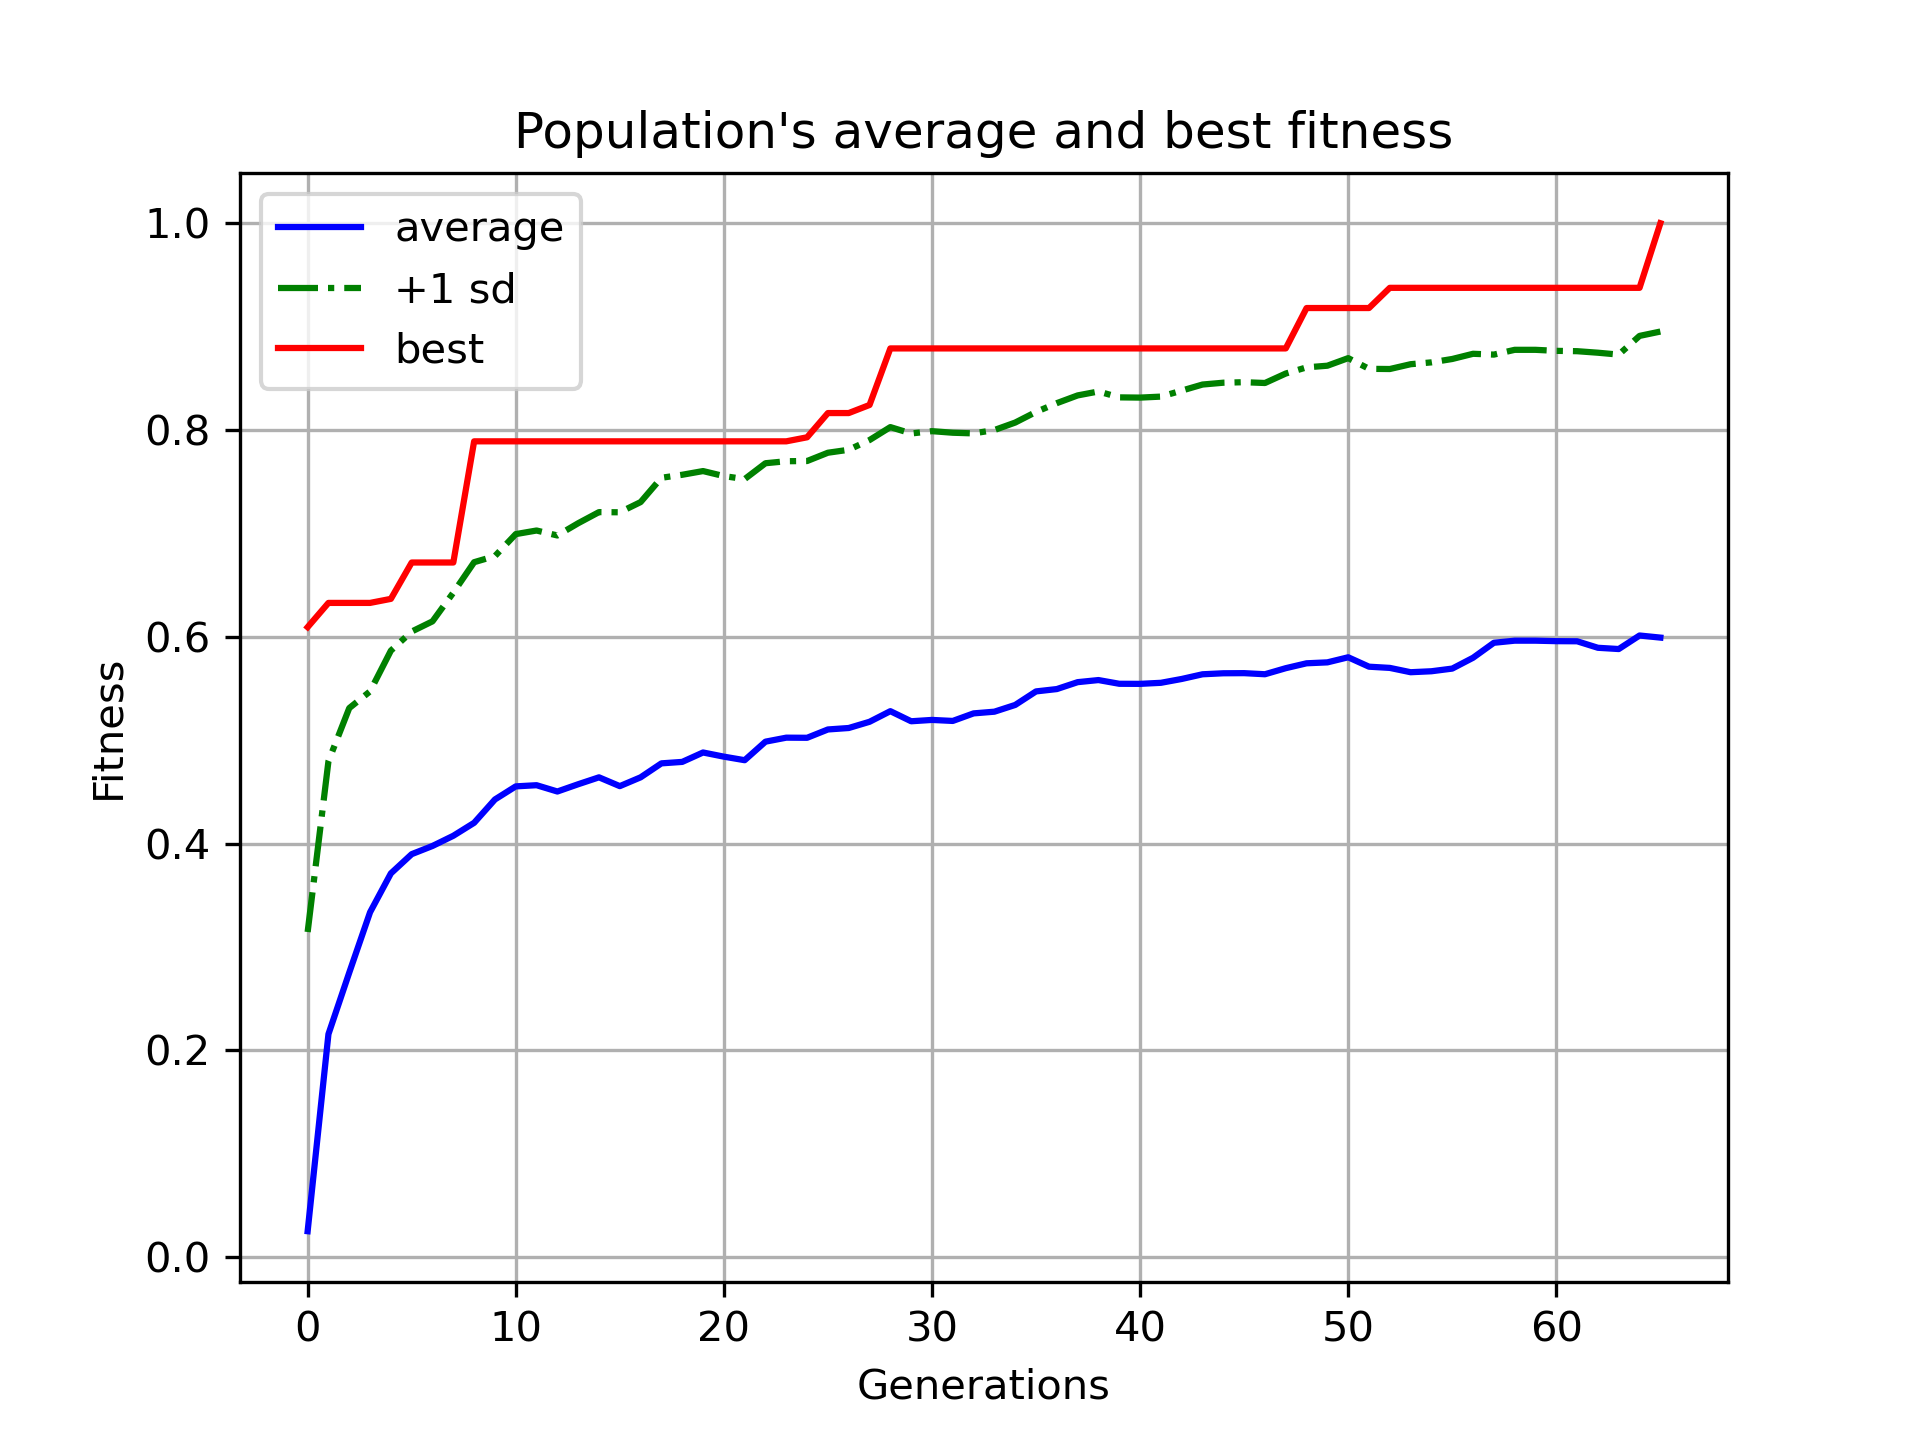 Population's average and best fitness
average
+1 sd
best
1.0
0.8
0.6
0.4
0.2
0.0
Fitness
0 10 20 30 40 50 60
Generations